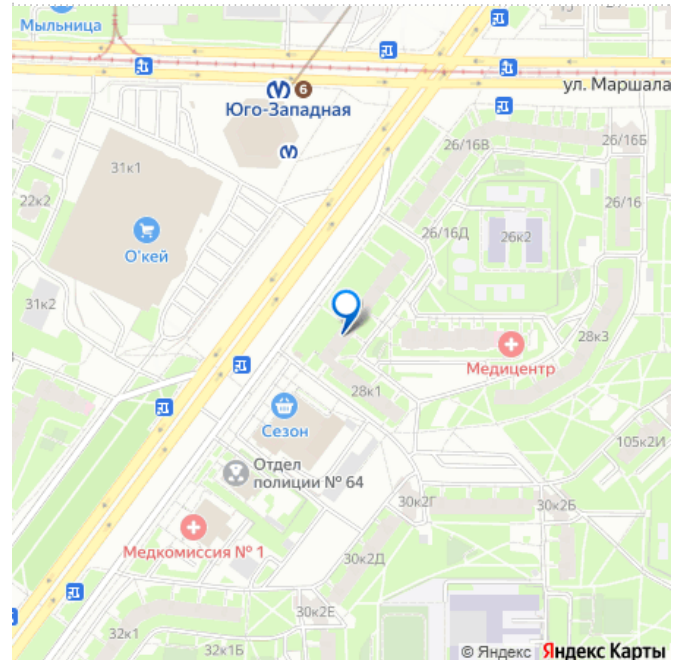 Мыльница
6
Юго-Западная
ул. Маршала
31к1
26/16В
26/16Б
22к2
26/16
О'кей
26/16Д
26к2
31к2
28к3
Медицентр
28к1
Сезон
105к2И
Отдел
полиции № 64
30к2Г
30к2Б
Медкомиссия № 1
30к2Д
30к2Е
32к1
32к1Б
© Яндекс Яндекс Карты